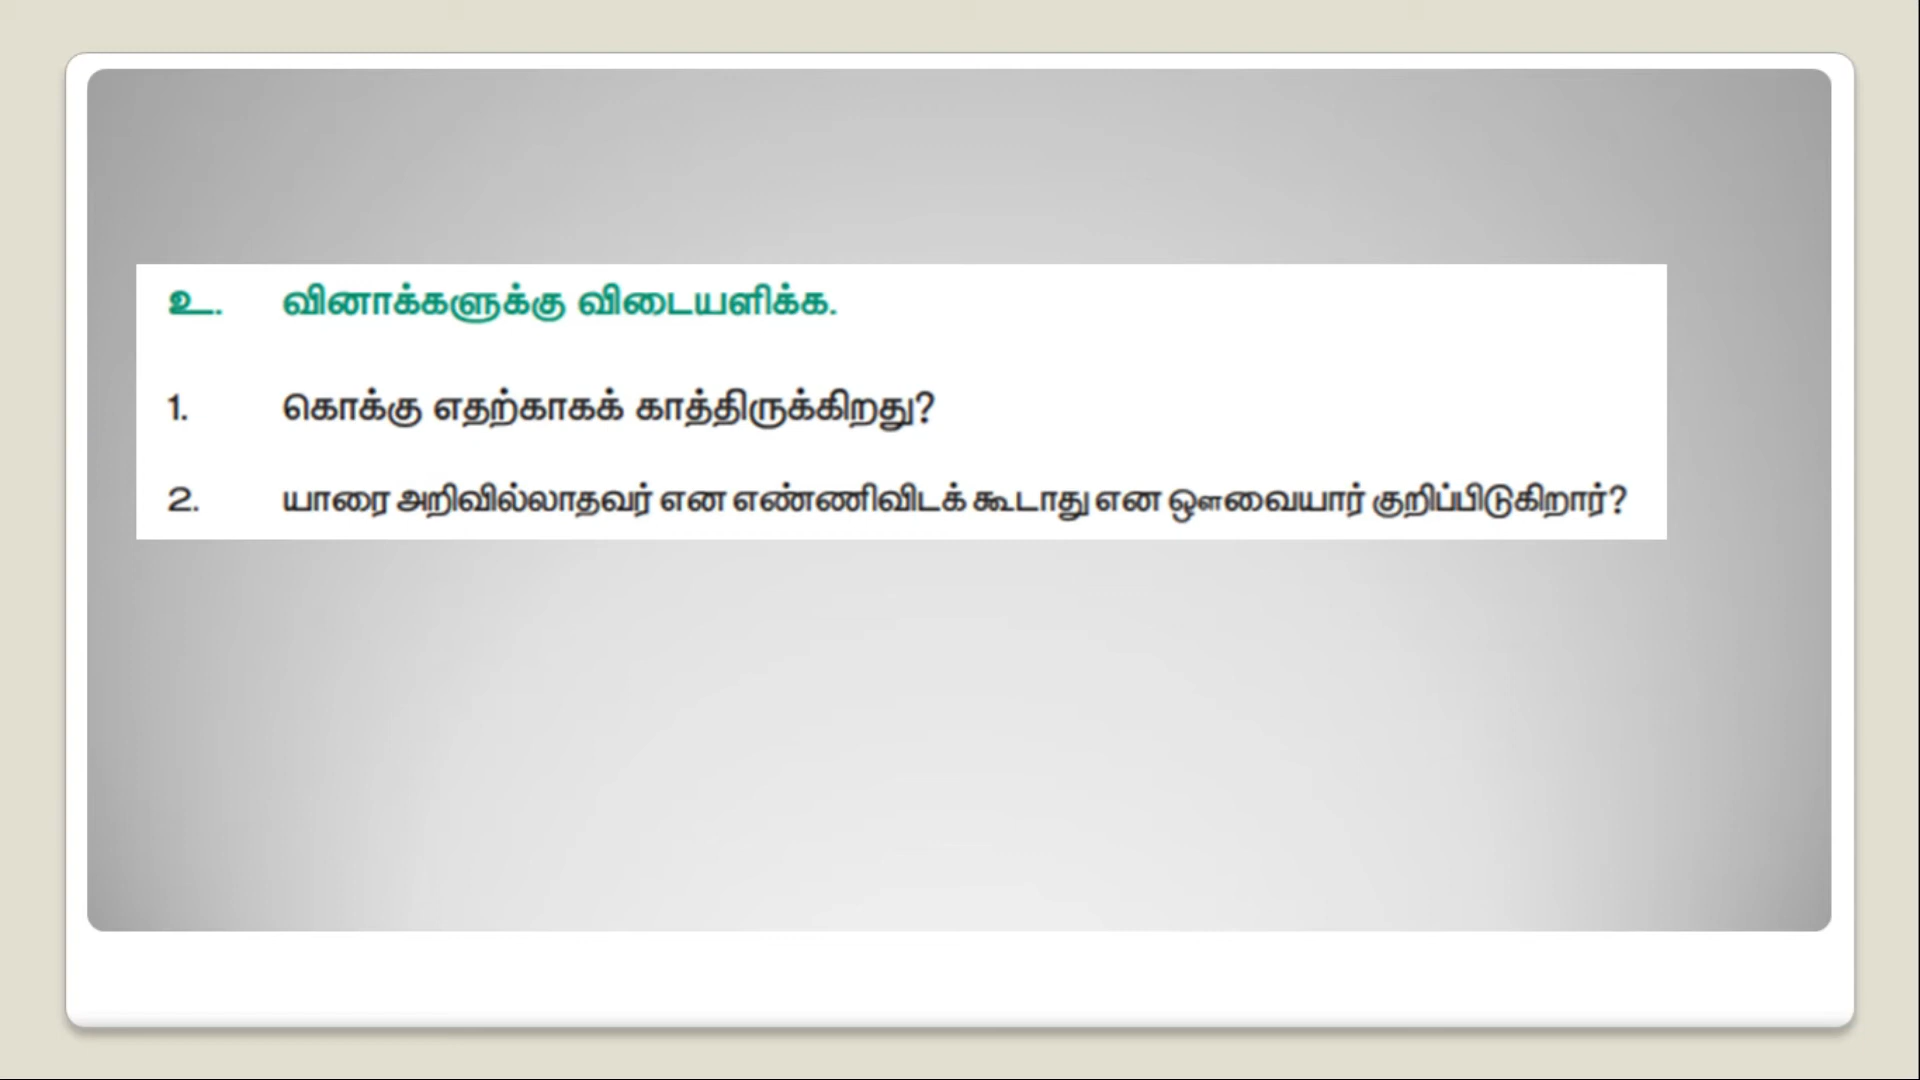 உ. வினாக்களுக்கு விடையளிக்க.
1. கொக்கு எதற்காகக் காத்திருக்கிறது?
2. யாரை அறிவில்லாதவர் என எண்ணிவிடக் கூடாது என ஔவையார் குறிப்பிடுகிறார்?